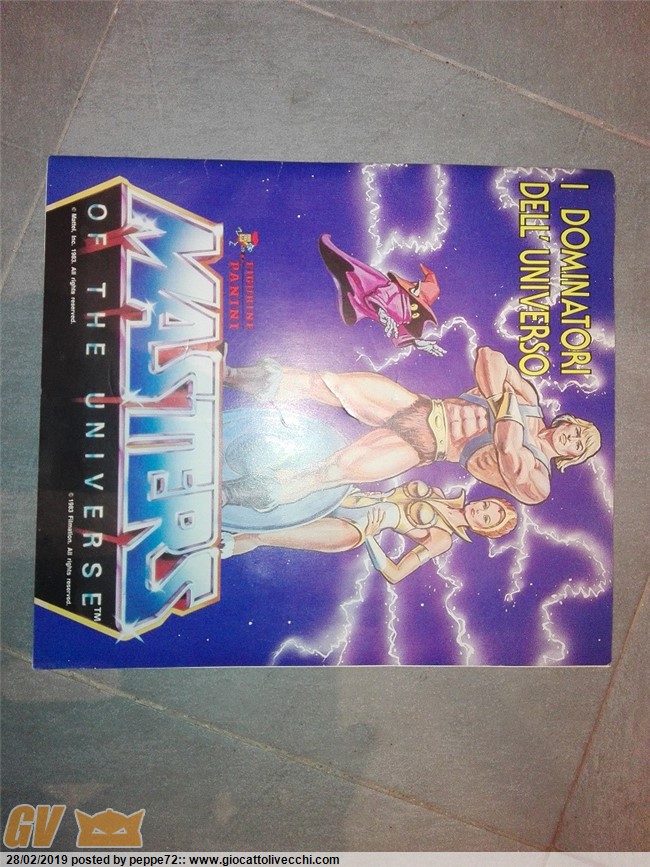 I DOMINATORI
DELL' UNIVERSO
FIGURINE
PANINI
MASTERS
OF THE UNIVERSE™
© Mattel, Inc. 1983. All rights reserved.
© 1983 Filmation. All rights reserved.
GV
28/02/2019 posted by peppe72:: www.giocattolivecchi.com